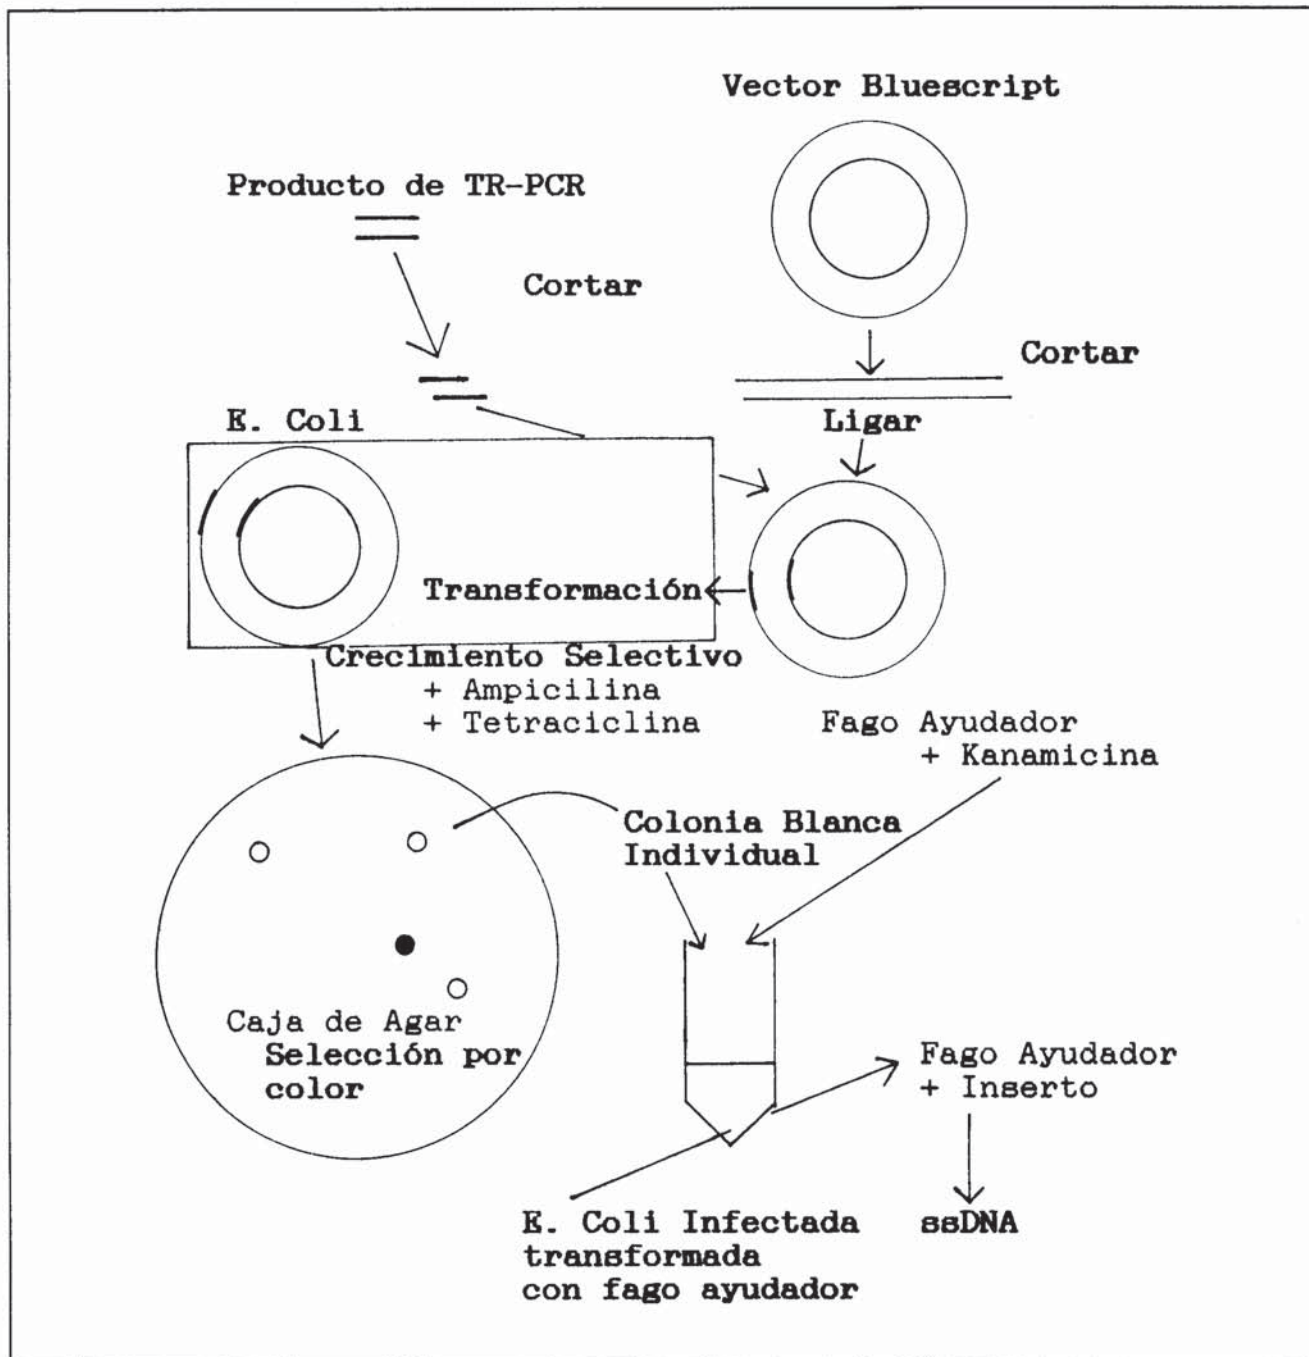 Vector Bluescript
Producto de TR-PCR
Cortar
Cortar
E. Coli
Ligar
Transformación
Crecimiento Selectivo
+ Ampicilina
+ Tetraciclina
Fago Ayudador
+ Kanamicina
Colonia Blanca
Individual
Caja de Agar
Selección por
color
Fago Ayudador
+ Inserto
E. Coli Infectada
transformada
con fago ayudador
ssDNA